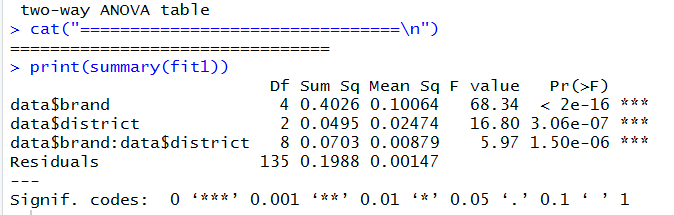 two-way ANOVA table
> cat("=================================\n")
=================================
> print(summary(fit1))
Df Sum Sq Mean Sq F value Pr(>F)
data$brand 4 0.4026 0.10064 68.34 < 2e-16 ***
data$district 2 0.0495 0.02474 16.80 3.06e-07 ***
data$brand:data$district 8 0.0703 0.00879 5.97 1.50e-06 ***
Residuals 135 0.1988 0.00147
---
Signif. codes: 0 ‘***’ 0.001 ‘**’ 0.01 ‘*’ 0.05 ‘.’ 0.1 ‘ ’ 1